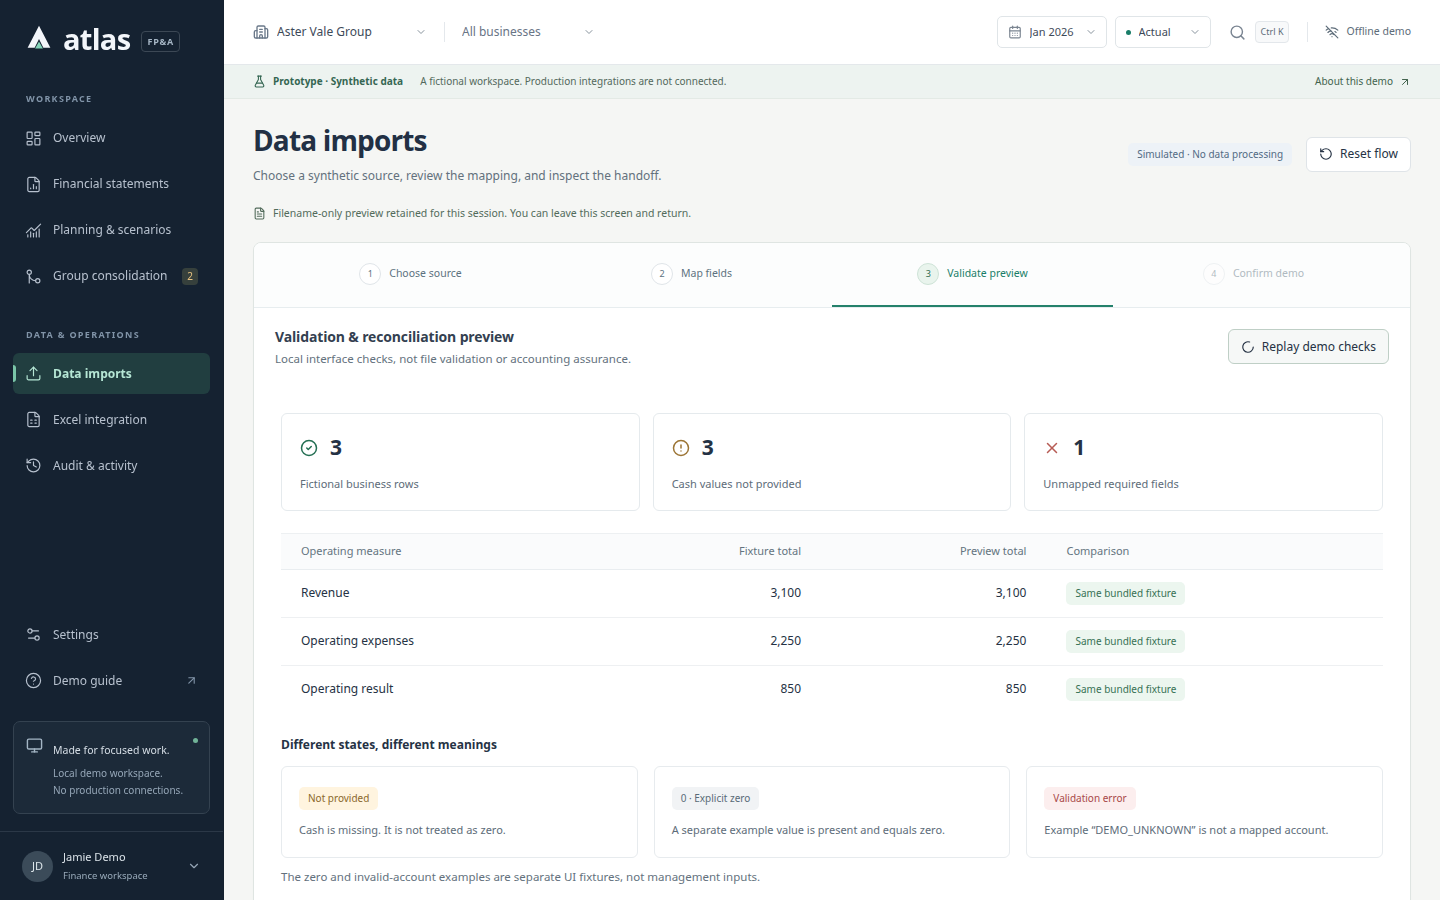 atlas FP&A
WORKSPACE
Overview
Financial statements
Planning & scenarios
Group consolidation 2
DATA & OPERATIONS
Data imports
Excel integration
Audit & activity
Settings
Demo guide
Made for focused work.
Local demo workspace.
No production connections.
JD
Jamie Demo
Finance workspace
Aster Vale Group
All businesses
Jan 2026
Actual
Ctrl K
Offline demo
Prototype · Synthetic data
A fictional workspace. Production integrations are not connected.
About this demo
Data imports
Choose a synthetic source, review the mapping, and inspect the handoff.
Simulated · No data processing
Reset flow
Filename-only preview retained for this session. You can leave this screen and return.
1 Choose source
2 Map fields
3 Validate preview
4 Confirm demo
Validation & reconciliation preview
Local interface checks, not file validation or accounting assurance.
Replay demo checks
3
Fictional business rows
3
Cash values not provided
1
Unmapped required fields
Operating measure Fixture total Preview total Comparison
Revenue 3,100 3,100 Same bundled fixture
Operating expenses 2,250 2,250 Same bundled fixture
Operating result 850 850 Same bundled fixture
Different states, different meanings
Not provided
Cash is missing. It is not treated as zero.
0 · Explicit zero
A separate example value is present and equals zero.
Validation error
Example “DEMO_UNKNOWN” is not a mapped account.
The zero and invalid-account examples are separate UI fixtures, not management inputs.